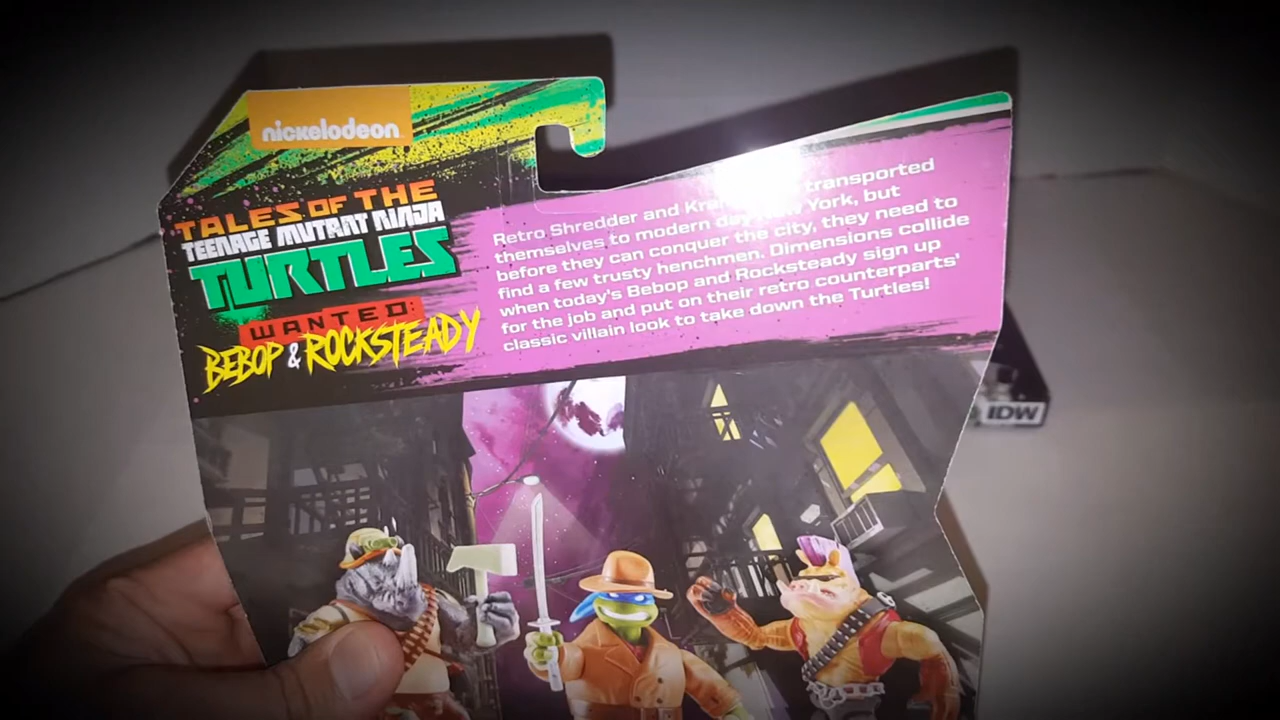 nickelodeon
TALES OF THE
TEENAGE MUTANT NINJA
TURTLES
WANTED:
BEBOP & ROCKSTEADY
Retro Shredder and transported
themselves to modern day York, but
before they can conquer the city, they need to
find a few trusty henchmen. Dimensions collide
when today's Bebop and Rocksteady sign up
for the job and put on their retro counterparts'
classic villain look to take down the Turtles!
IDW